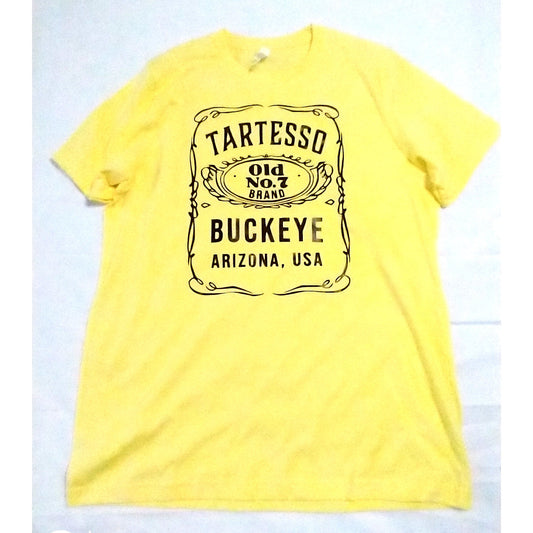 TARTESSO
Old
No.7
BRAND
BUCKEYE
ARIZONA, USA